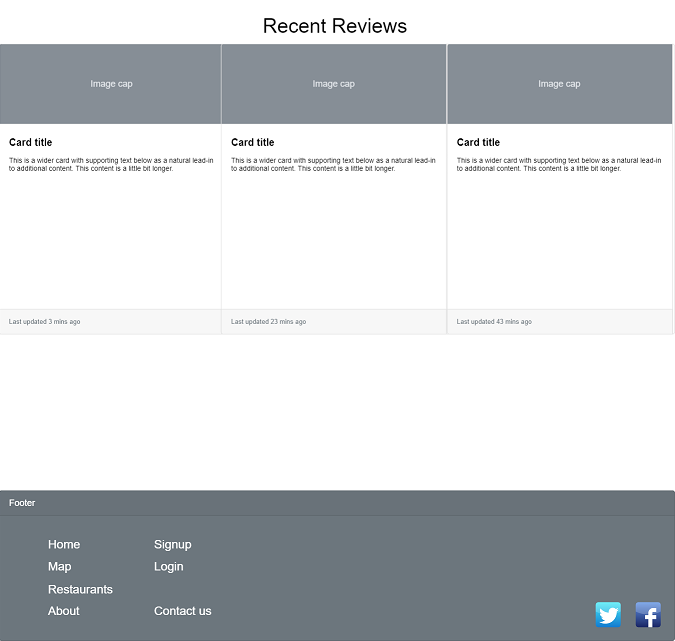 Recent Reviews
Image cap
Image cap
Image cap
Card title
This is a wider card with supporting text below as a natural lead-in
to additional content. This content is a little bit longer.
Last updated 3 mins ago
Card title
This is a wider card with supporting text below as a natural lead-in
to additional content. This content is a little bit longer.
Last updated 23 mins ago
Card title
This is a wider card with supporting text below as a natural lead-in
to additional content. This content is a little bit longer.
Last updated 43 mins ago
Footer
Home
Map
Restaurants
About
Signup
Login
Contact us